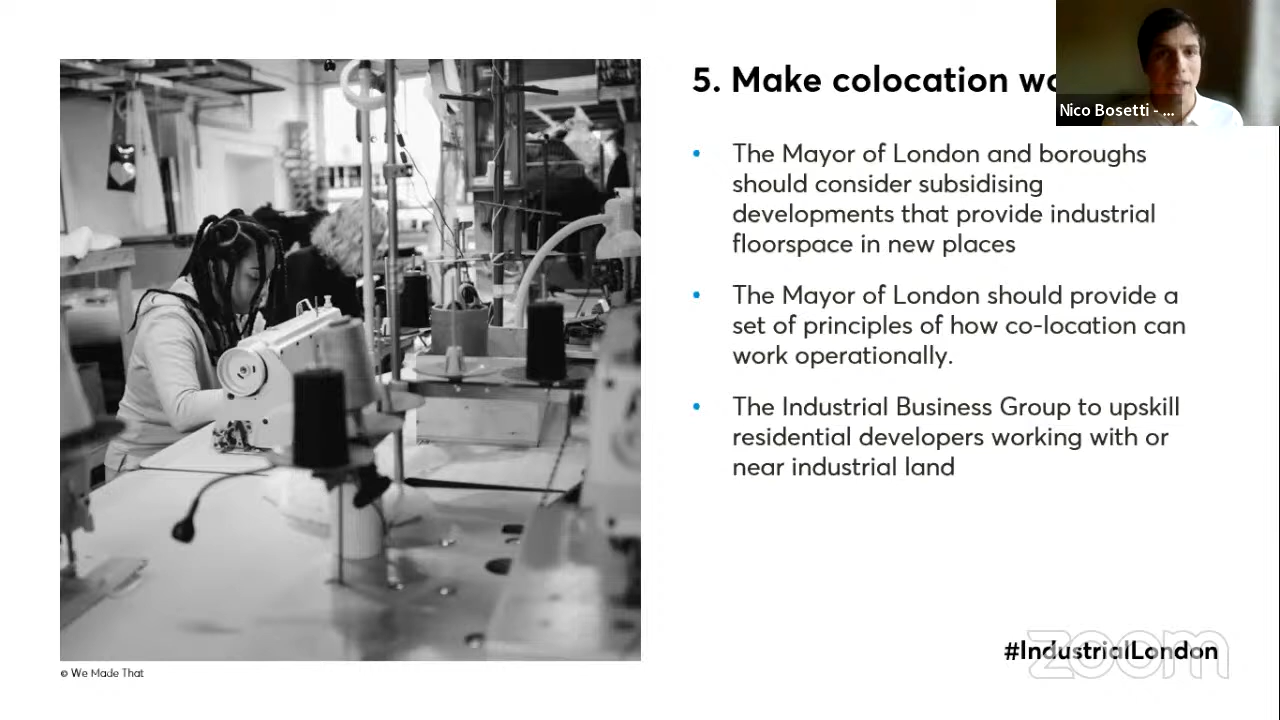 5. Make colocation
Nico Bosetti - ...
The Mayor of London and boroughs
should consider subsidising
developments that provide industrial
floorspace in new places
The Mayor of London should provide a
set of principles of how co-location can
work operationally.
The Industrial Business Group to upskill
residential developers working with or
near industrial land
#IndustrialLondon
zoom
© We Made That